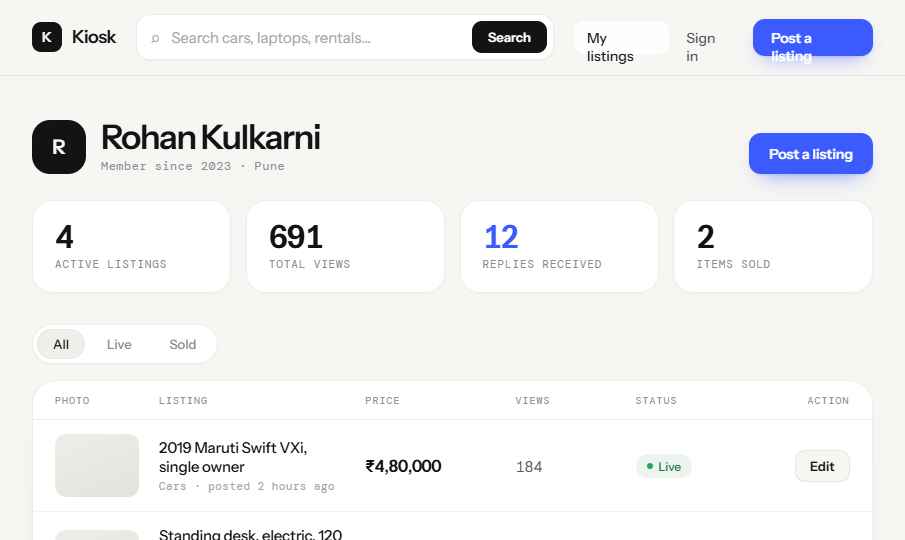 K Kiosk
Search cars, laptops, rentals...
Search
My listings
Sign in
Post a listing
R
Rohan Kulkarni
Member since 2023 · Pune
Post a listing
4
ACTIVE LISTINGS
691
TOTAL VIEWS
12
REPLIES RECEIVED
2
ITEMS SOLD
All Live Sold
PHOTO LISTING PRICE VIEWS STATUS ACTION
2019 Maruti Swift VXi,
single owner
Cars · posted 2 hours ago
₹4,80,000
184
Live
Edit
Standing desk, electric, 120